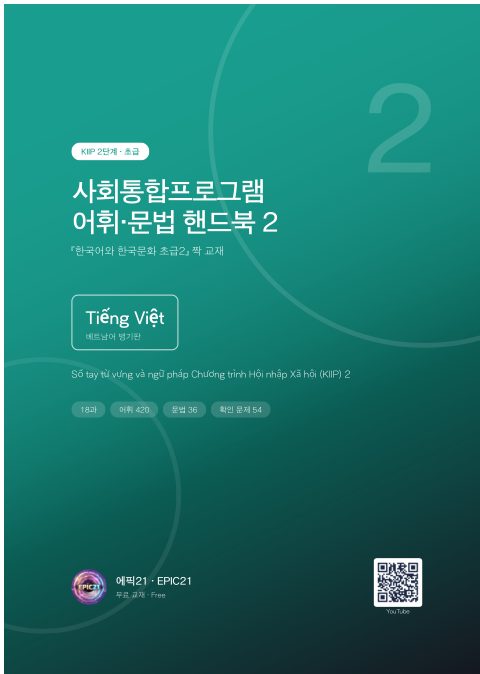 2
KIIP 2단계 · 초급
사회통합프로그램
어휘·문법 핸드북 2
『한국어와 한국문화 초급2』 짝 교재
Tiếng Việt
베트남어 병기판
Sổ tay từ vựng và ngữ pháp Chương trình Hội nhập Xã hội (KIIP) 2
18과 어휘 420 문법 36 확인 문제 54
EPIC21
에픽21 · EPIC21
무료 교재 · Free
YouTube